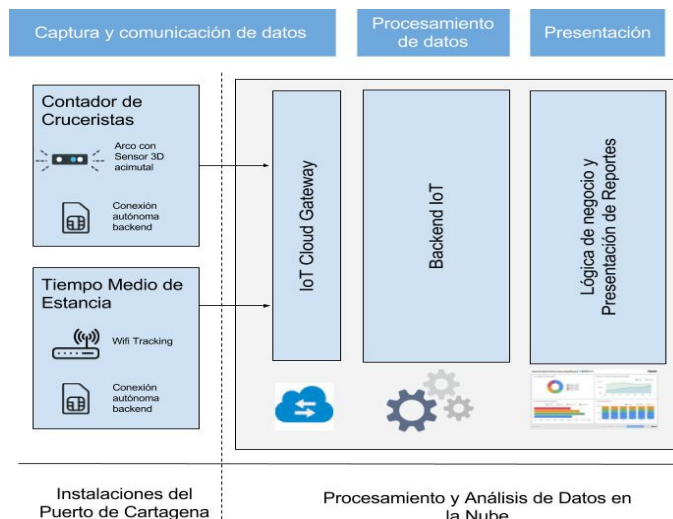 Captura y comunicación de datos
Procesamiento
de datos
Presentación
Contador de
Cruceristas
Arco con
Sensor 3D
acimutal
Conexión
autónoma
backend
Tiempo Medio de
Estancia
Wifi Tracking
Conexión
autónoma
backend
IoT Cloud Gateway
Backend IoT
Lógica de negocio y
Presentación de Reportes
Instalaciones del
Puerto de Cartagena
Procesamiento y Análisis de Datos en
la Nube